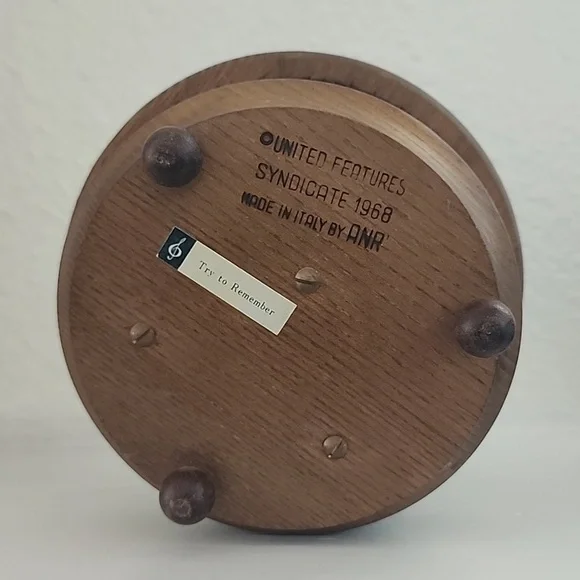 ©UNITED FEATURES
SYNDICATE 1968
MADE IN ITALY BY ANRI
Try to Remember